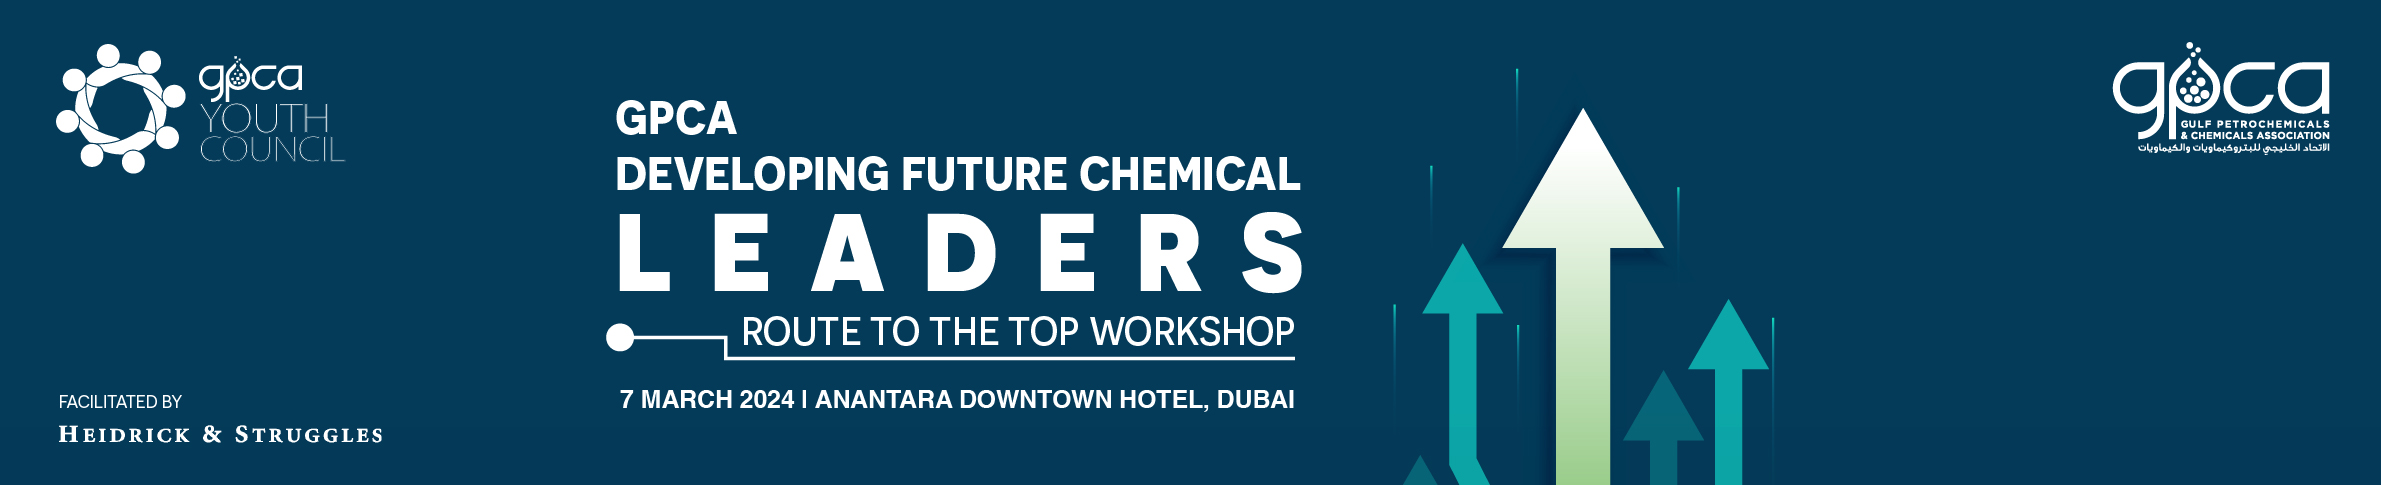 gpca
YOUTH
COUNCIL
GPCA
DEVELOPING FUTURE CHEMICAL
LEADERS
ROUTE TO THE TOP WORKSHOP
7 MARCH 2024 | ANANTARA DOWNTOWN HOTEL, DUBAI
FACILITATED BY
HEIDRICK & STRUGGLES
gpca
GULF PETROCHEMICALS
& CHEMICALS ASSOCIATION
الاتحاد الخليجي للبتروكيماويات والكيماويات